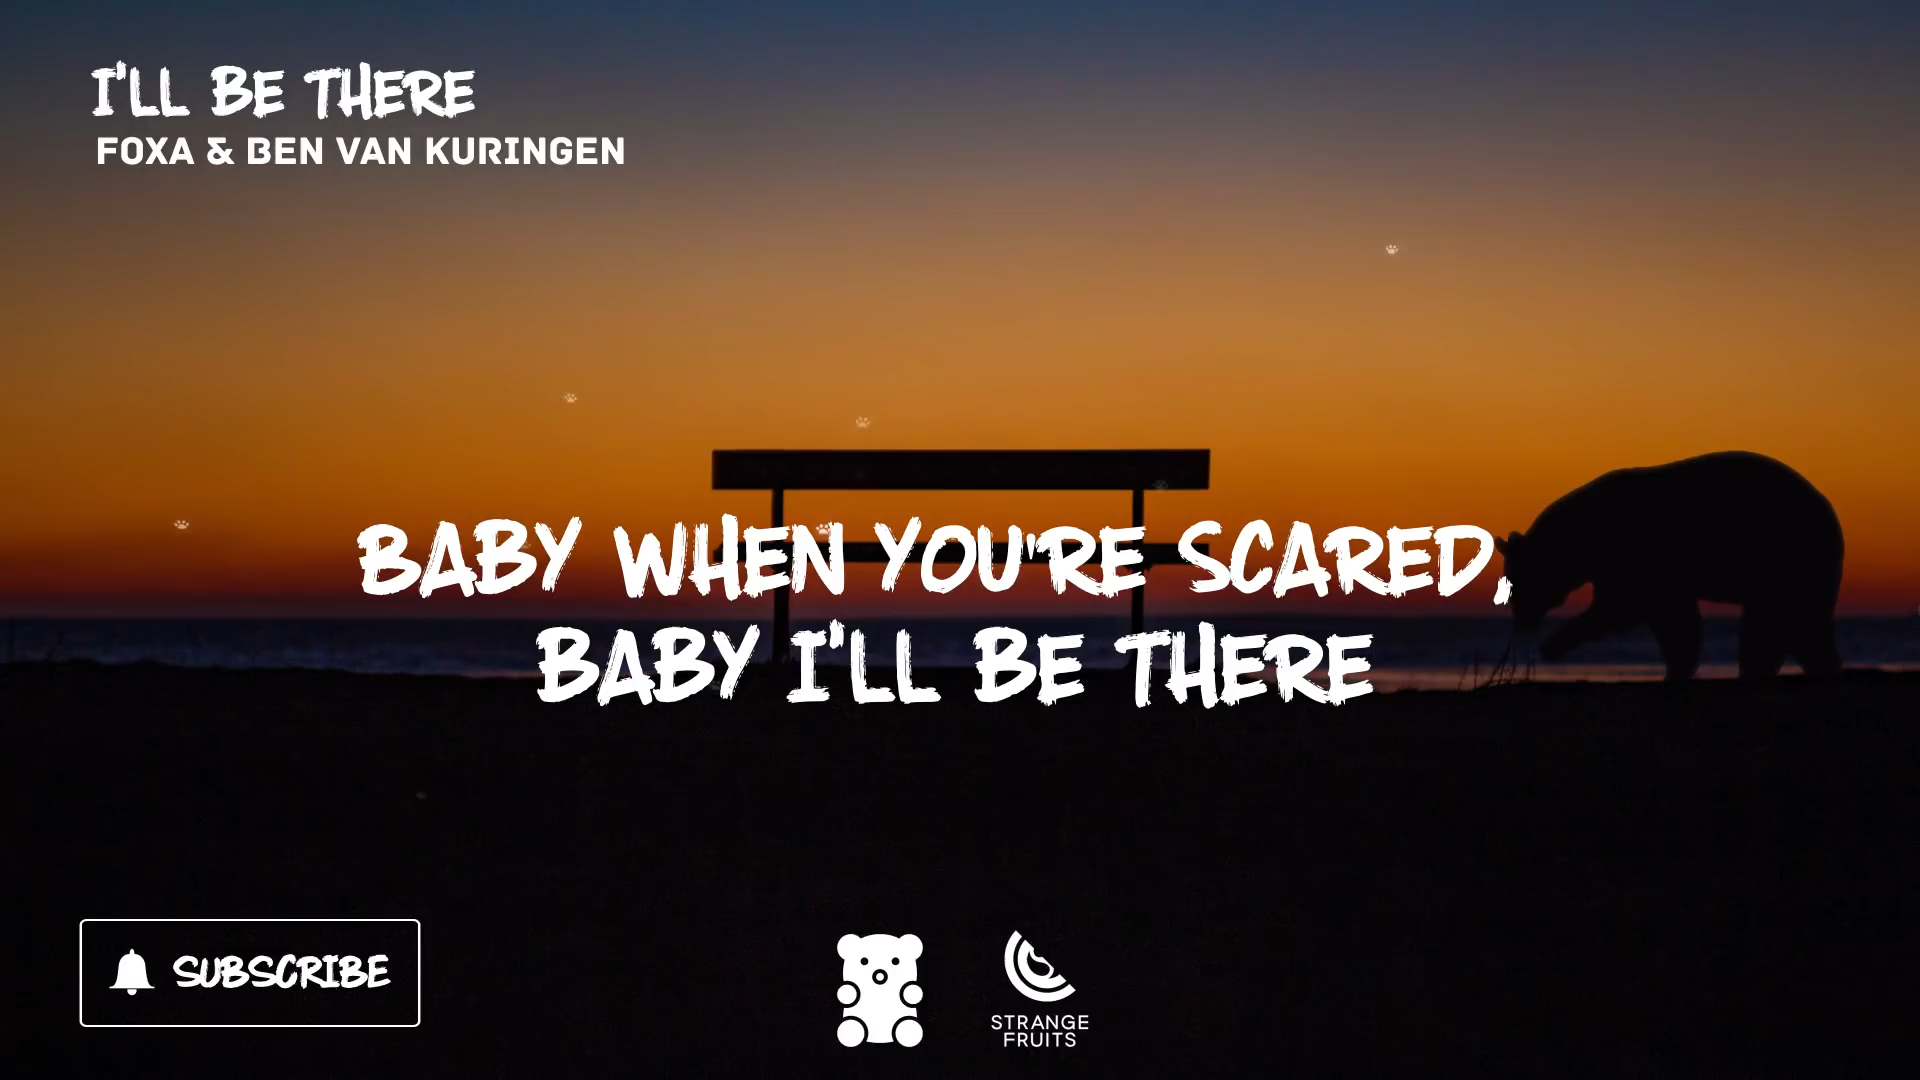 I'LL BE THERE
FOXA & BEN VAN KURINGEN
BABY WHEN YOU'RE SCARED,
BABY I'LL BE THERE
SUBSCRIBE
STRANGE
FRUITS